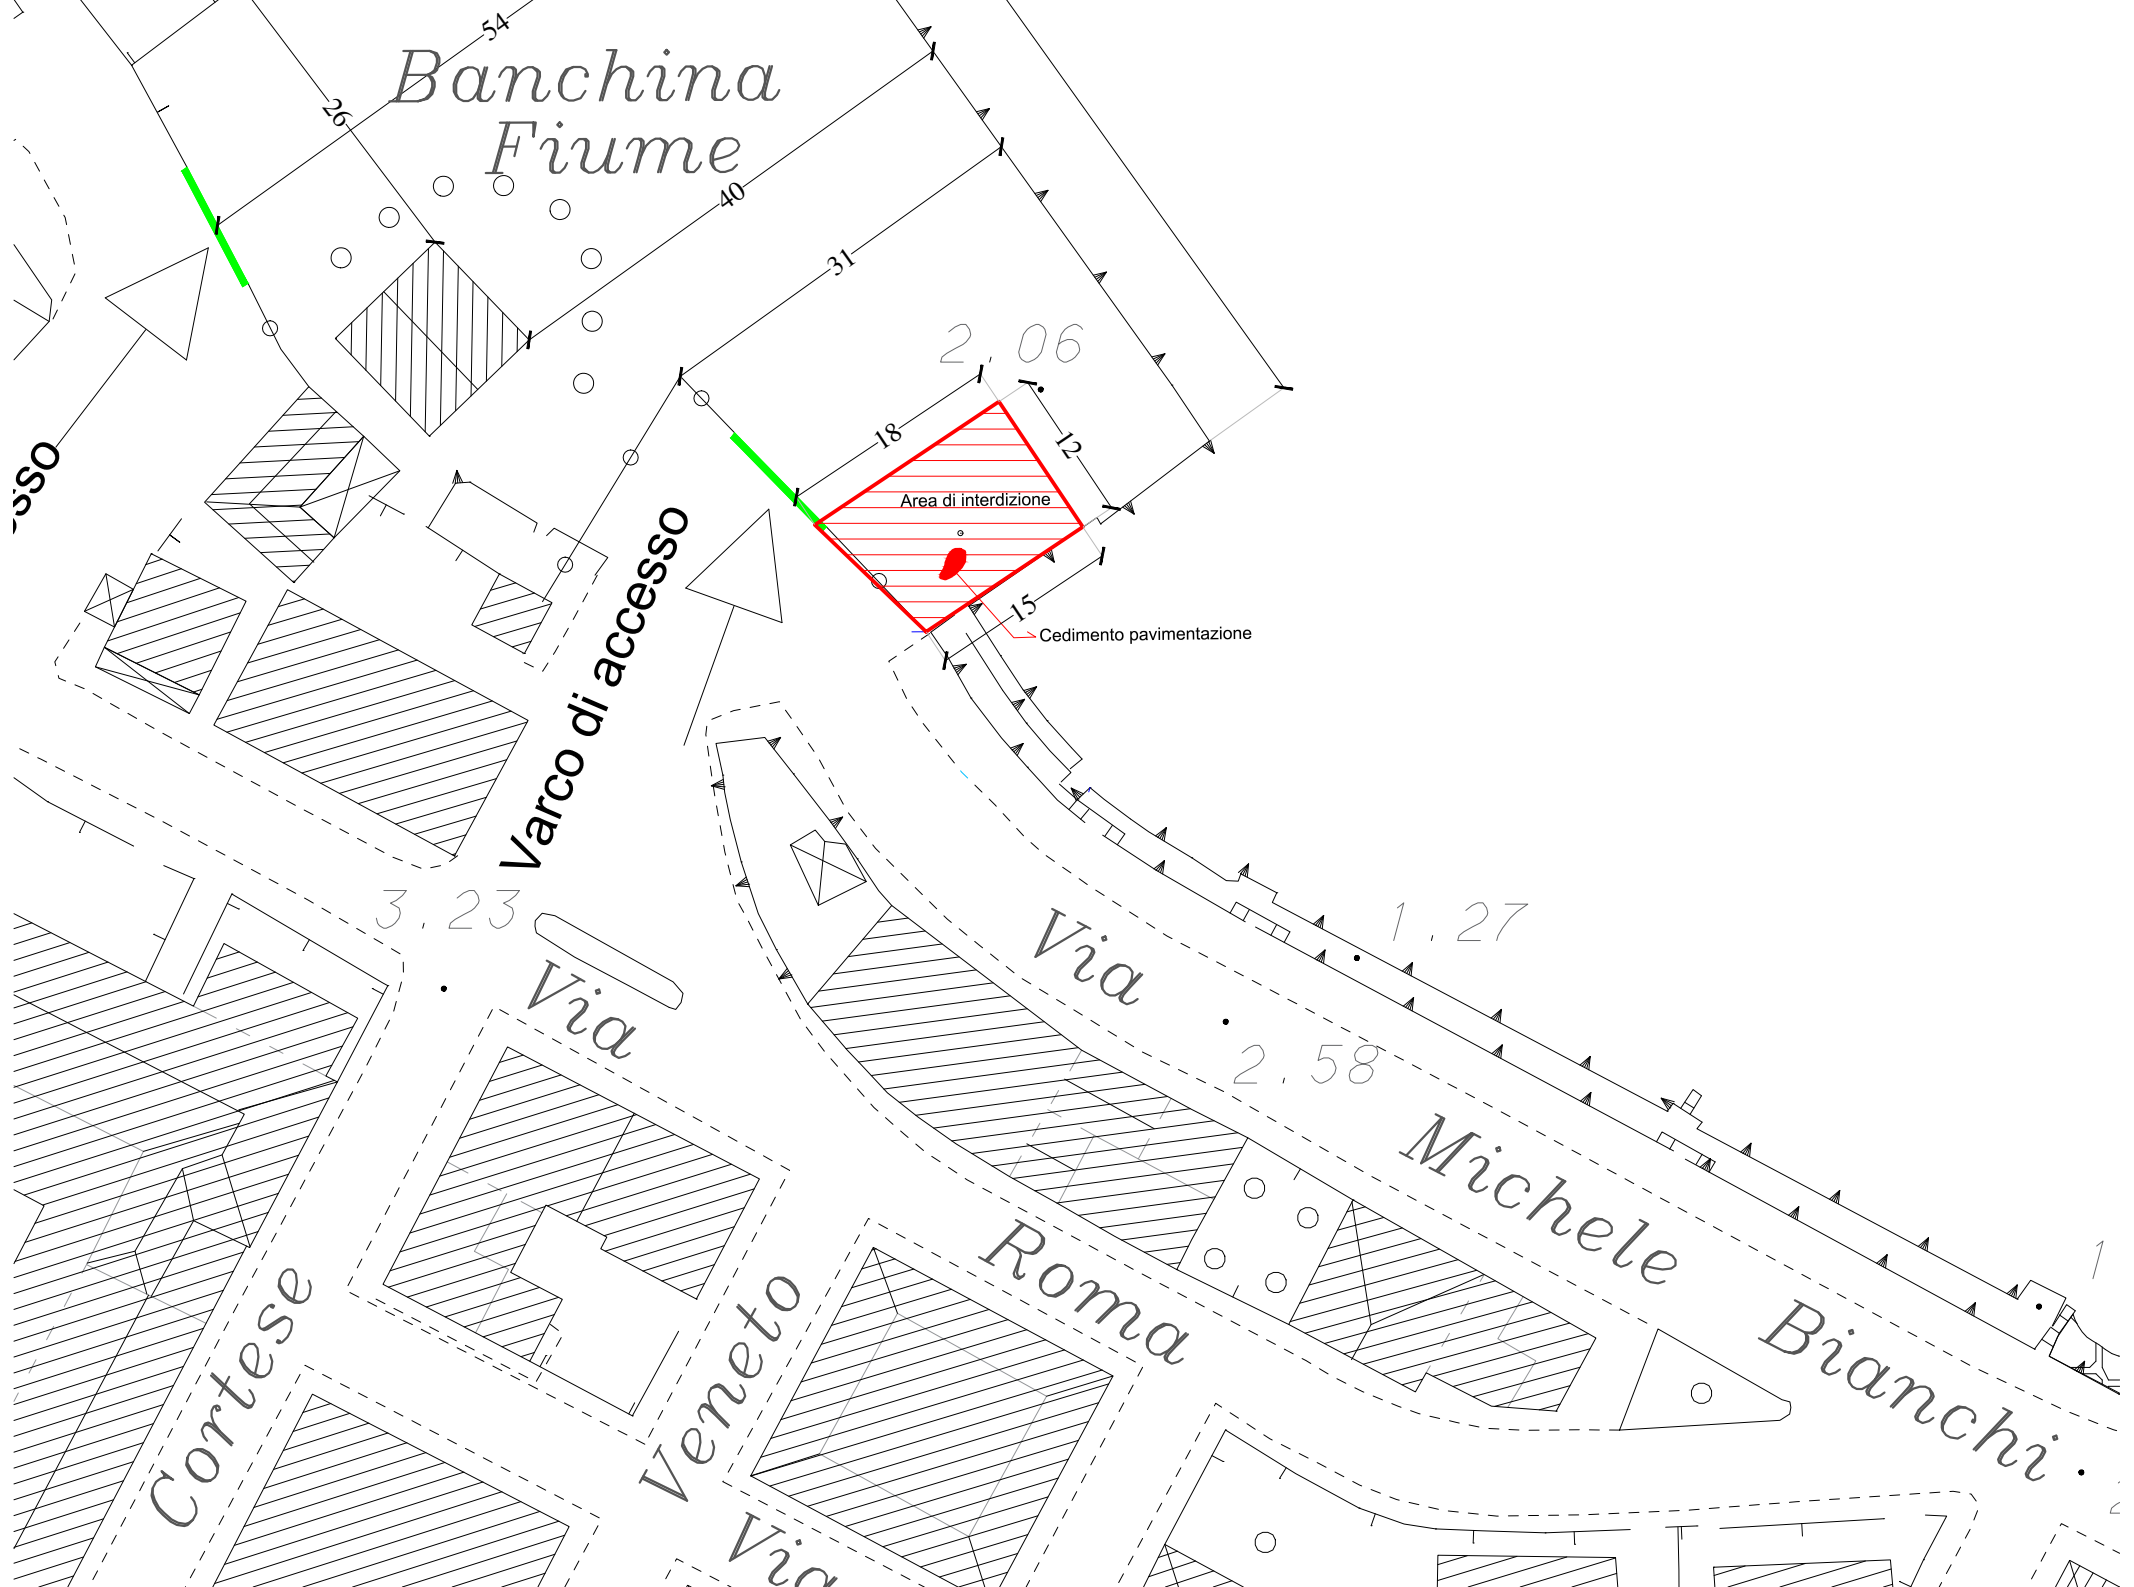 54
26
Banchina
Fiume
40
31
2.06
18
12
Area di interdizione
15
Cedimento pavimentazione
Varco di accesso
3.23
1.27
Via
Via
2.58
Michele
Roma
Bianchi
Cortese
Veneto
Via
1